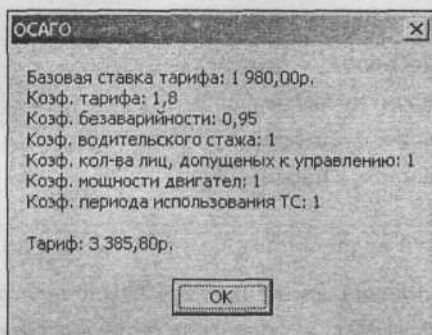 ОСАГО
Базовая ставка тарифа: 1 980,00р.
Коэф. тарифа: 1,8
Коэф. безаварийности: 0,95
Коэф. водительского стажа: 1
Коэф. кол-ва лиц, допущеных к управлению: 1
Коэф. мощности двигател: 1
Коэф. периода использования ТС: 1
Тариф: 3 385,80р.
OK